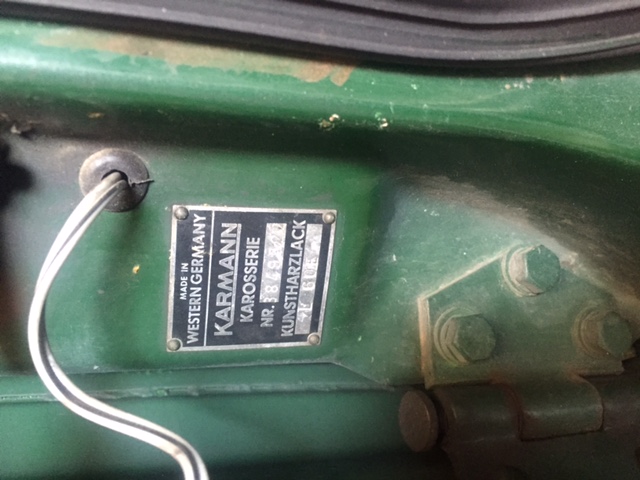 MADE IN
WESTERN GERMANY
KARMANN
KAROSSERIE
NR.
KUNSTHARZLACK